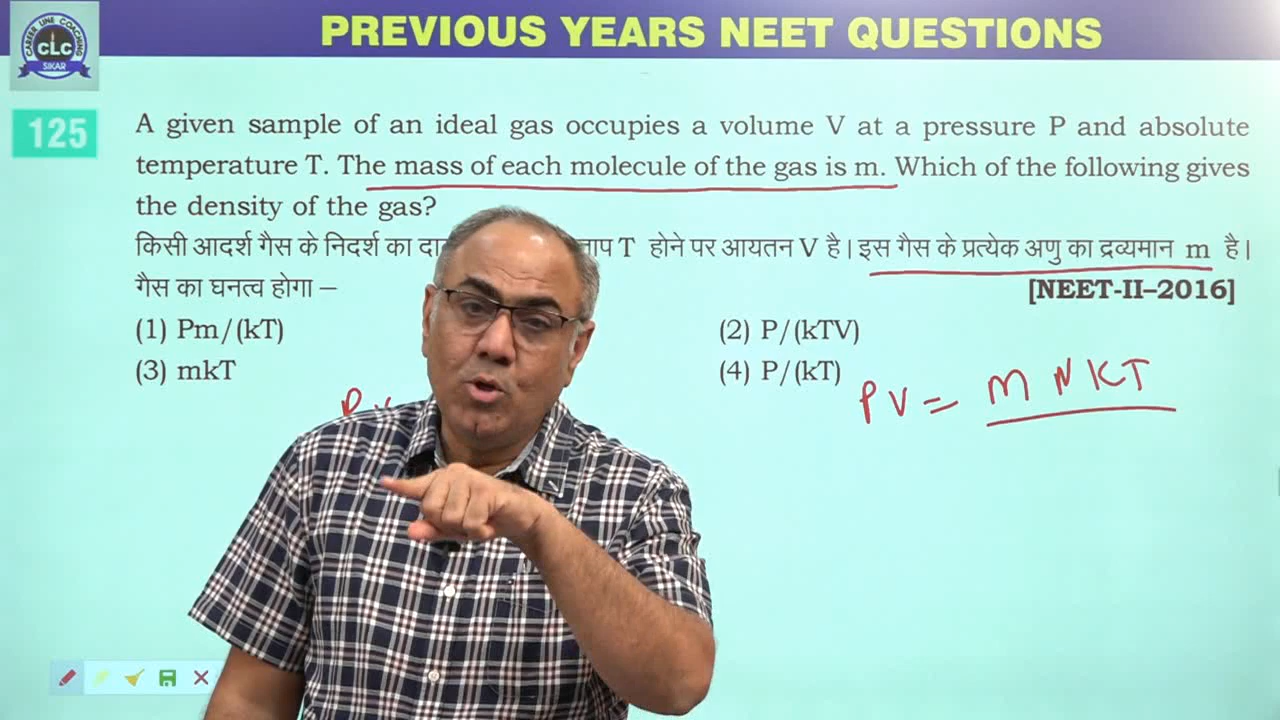 PREVIOUS YEARS NEET QUESTIONS
CAREER LINE COACHING
CLC
SIKAR
125
A given sample of an ideal gas occupies a volume V at a pressure P and absolute
temperature T. The mass of each molecule of the gas is m. Which of the following gives
the density of the gas?
किसी आदर्श गैस के निदर्श का T होने पर आयतन V है। इस गैस के प्रत्येक अणु का द्रव्यमान m है।
गैस का घनत्व होगा –
[NEET-II–2016]
(1) Pm/(kT)
(2) P/(kTV)
(3) mkT
(4) P/(kT)
PV = m N K T